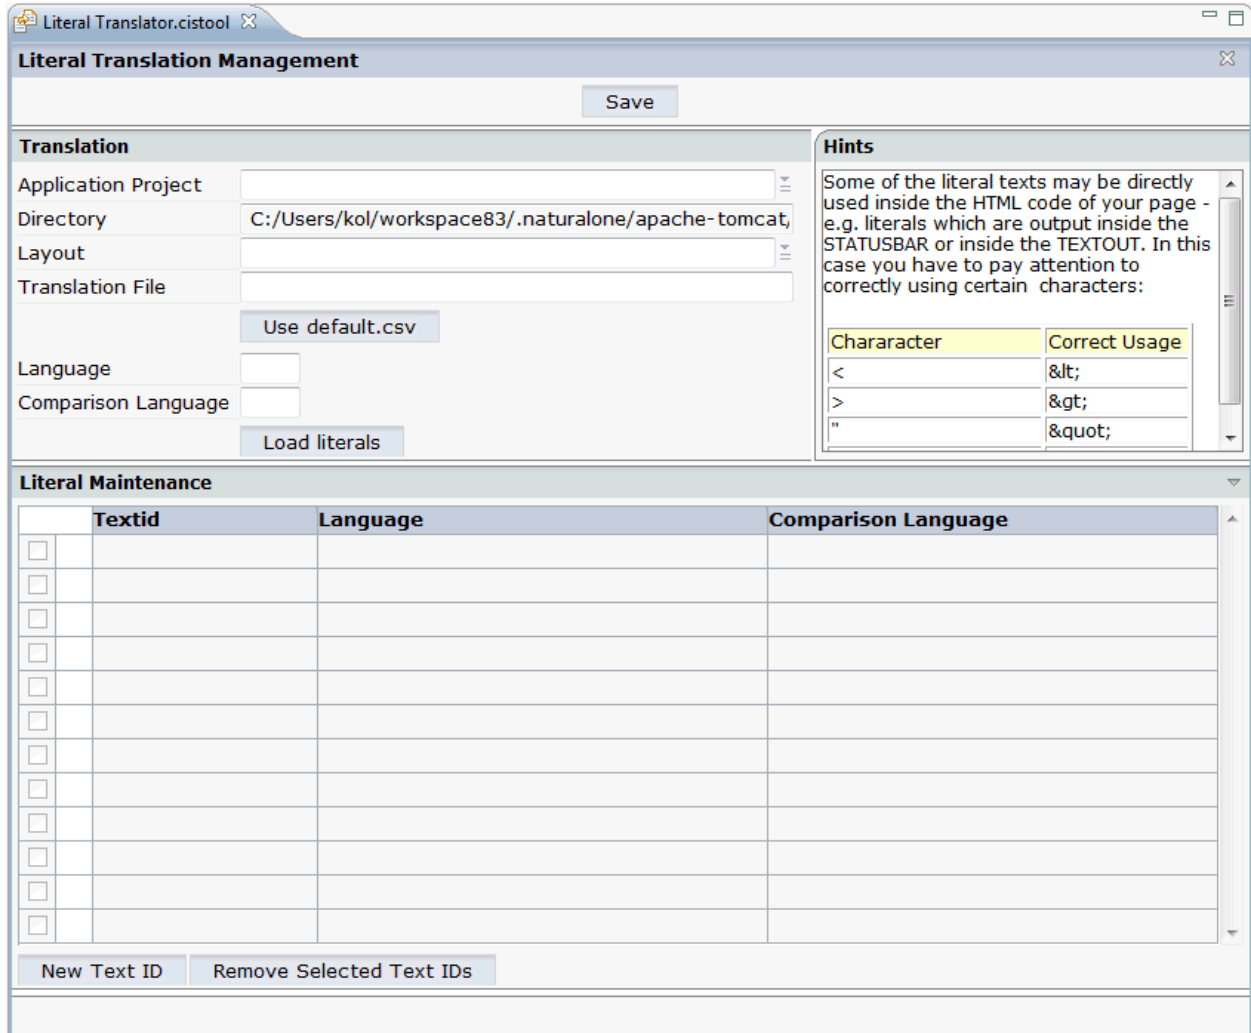 Literal Translator.cistool
Literal Translation Management
Save
Translation
Application Project
Directory C:/Users/kol/workspace83/.naturalone/apache-tomcat,
Layout
Translation File
Use default.csv
Language
Comparison Language
Load literals
Hints
Some of the literal texts may be directly
used inside the HTML code of your page -
e.g. literals which are output inside the
STATUSBAR or inside the TEXTOUT. In this
case you have to pay attention to
correctly using certain characters:
Chararacter Correct Usage
< &lt;
> &gt;
" &quot;
Literal Maintenance
Textid Language Comparison Language
New Text ID Remove Selected Text IDs